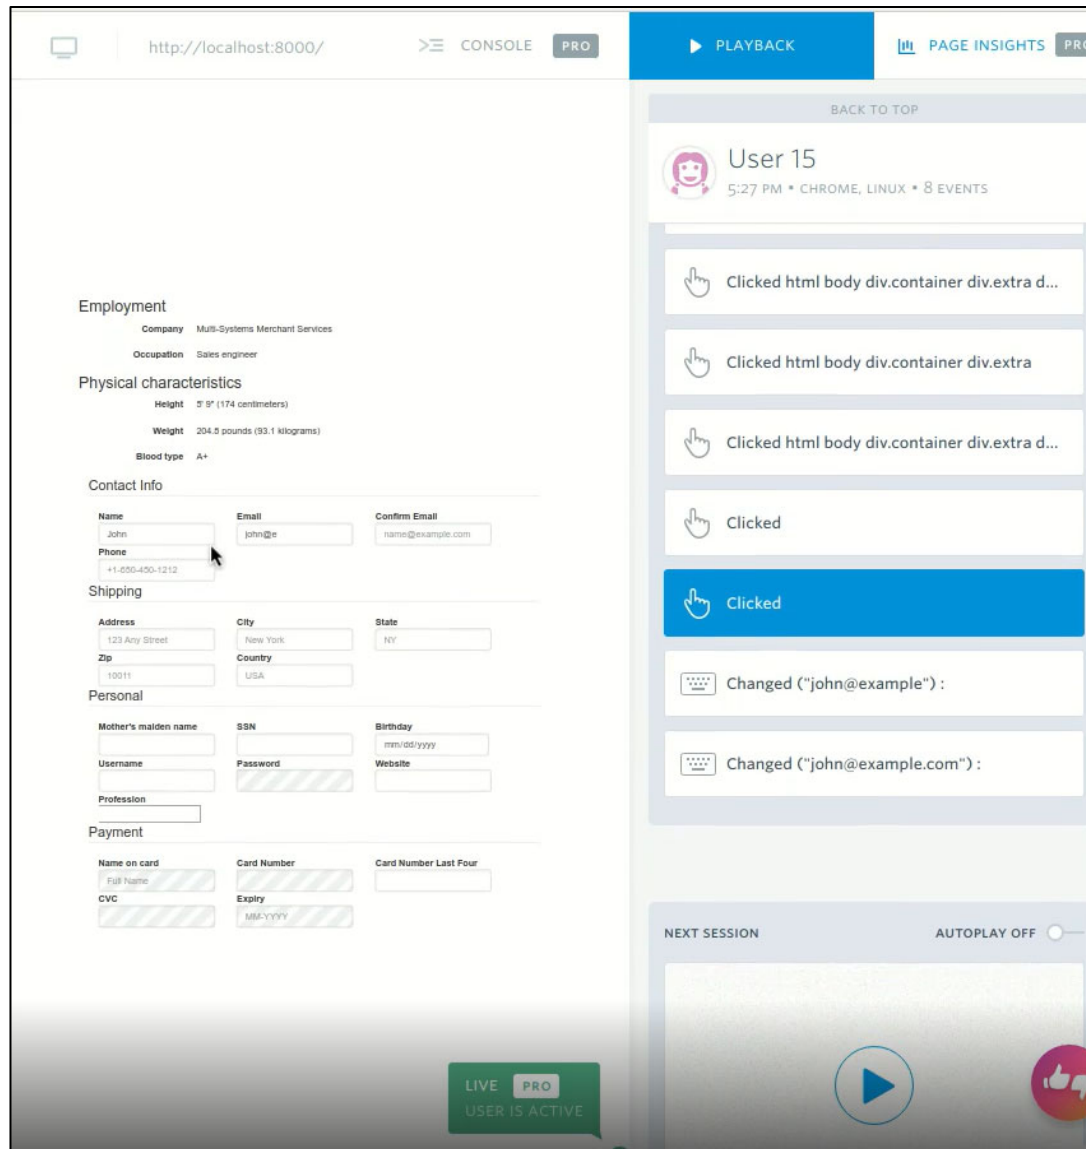 http://localhost:8000/
CONSOLE PRO
PLAYBACK
PAGE INSIGHTS PRO
BACK TO TOP
User 15
5:27 PM • CHROME, LINUX • 8 EVENTS
Clicked html body div.container div.extra d...
Clicked html body div.container div.extra
Clicked html body div.container div.extra d...
Clicked
Clicked
Changed ("john@example") :
Changed ("john@example.com") :
NEXT SESSION
AUTOPLAY OFF
Employment
Company Multi-Systems Merchant Services
Occupation Sales engineer
Physical characteristics
Height 5' 9" (174 centimeters)
Weight 204.8 pounds (93.1 kilograms)
Blood type A+
Contact Info
Name Email Confirm Email
John john@e name@example.com
Phone
+1-650-450-1212
Shipping
Address City State
123 Any Street New York NY
Zip Country
10011 USA
Personal
Mother's maiden name SSN Birthday
mm/dd/yyyy
Username Password Website
Profession
Payment
Name on card Card Number Card Number Last Four
Full Name
CVC Expiry
MM-YYYY
LIVE PRO
USER IS ACTIVE